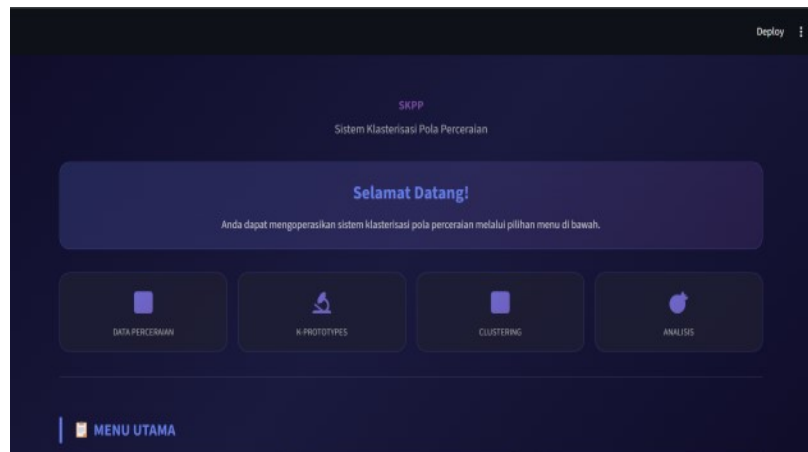 Deploy
SKPP
Sistem Klasterisasi Pola Perceraian
Selamat Datang!
Anda dapat mengoperasikan sistem klasterisasi pola perceraian melalui pilihan menu di bawah.
DATA PERCERAIAN
K-PROTOTYPES
CLUSTERING
ANALISIS
MENU UTAMA